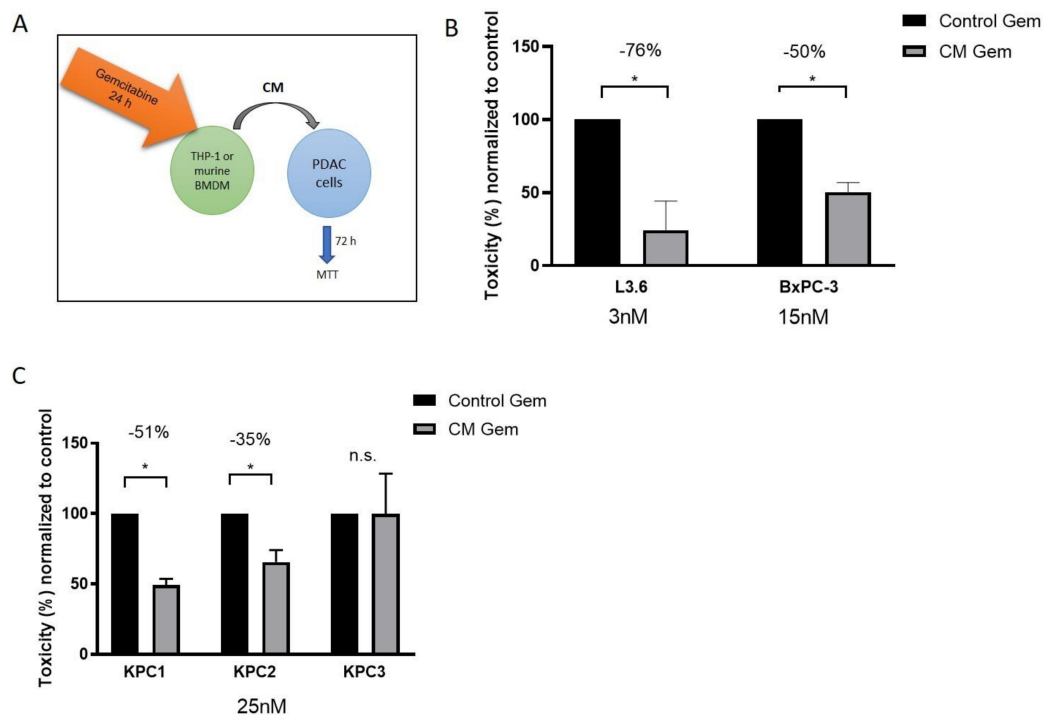 A
Gemcitabine
24 h
CM
THP-1 or
murine
BMDM
PDAC
cells
72 h
MTT
B
Control Gem
CM Gem
Toxicity (%) normalized to control
150
100
50
0
-76%
-50%
*
*
L3.6
BxPC-3
3nM
15nM
C
Control Gem
CM Gem
Toxicity (%) normalized to control
150
100
50
0
-51%
-35%
n.s.
*
*
KPC1
KPC2
KPC3
25nM